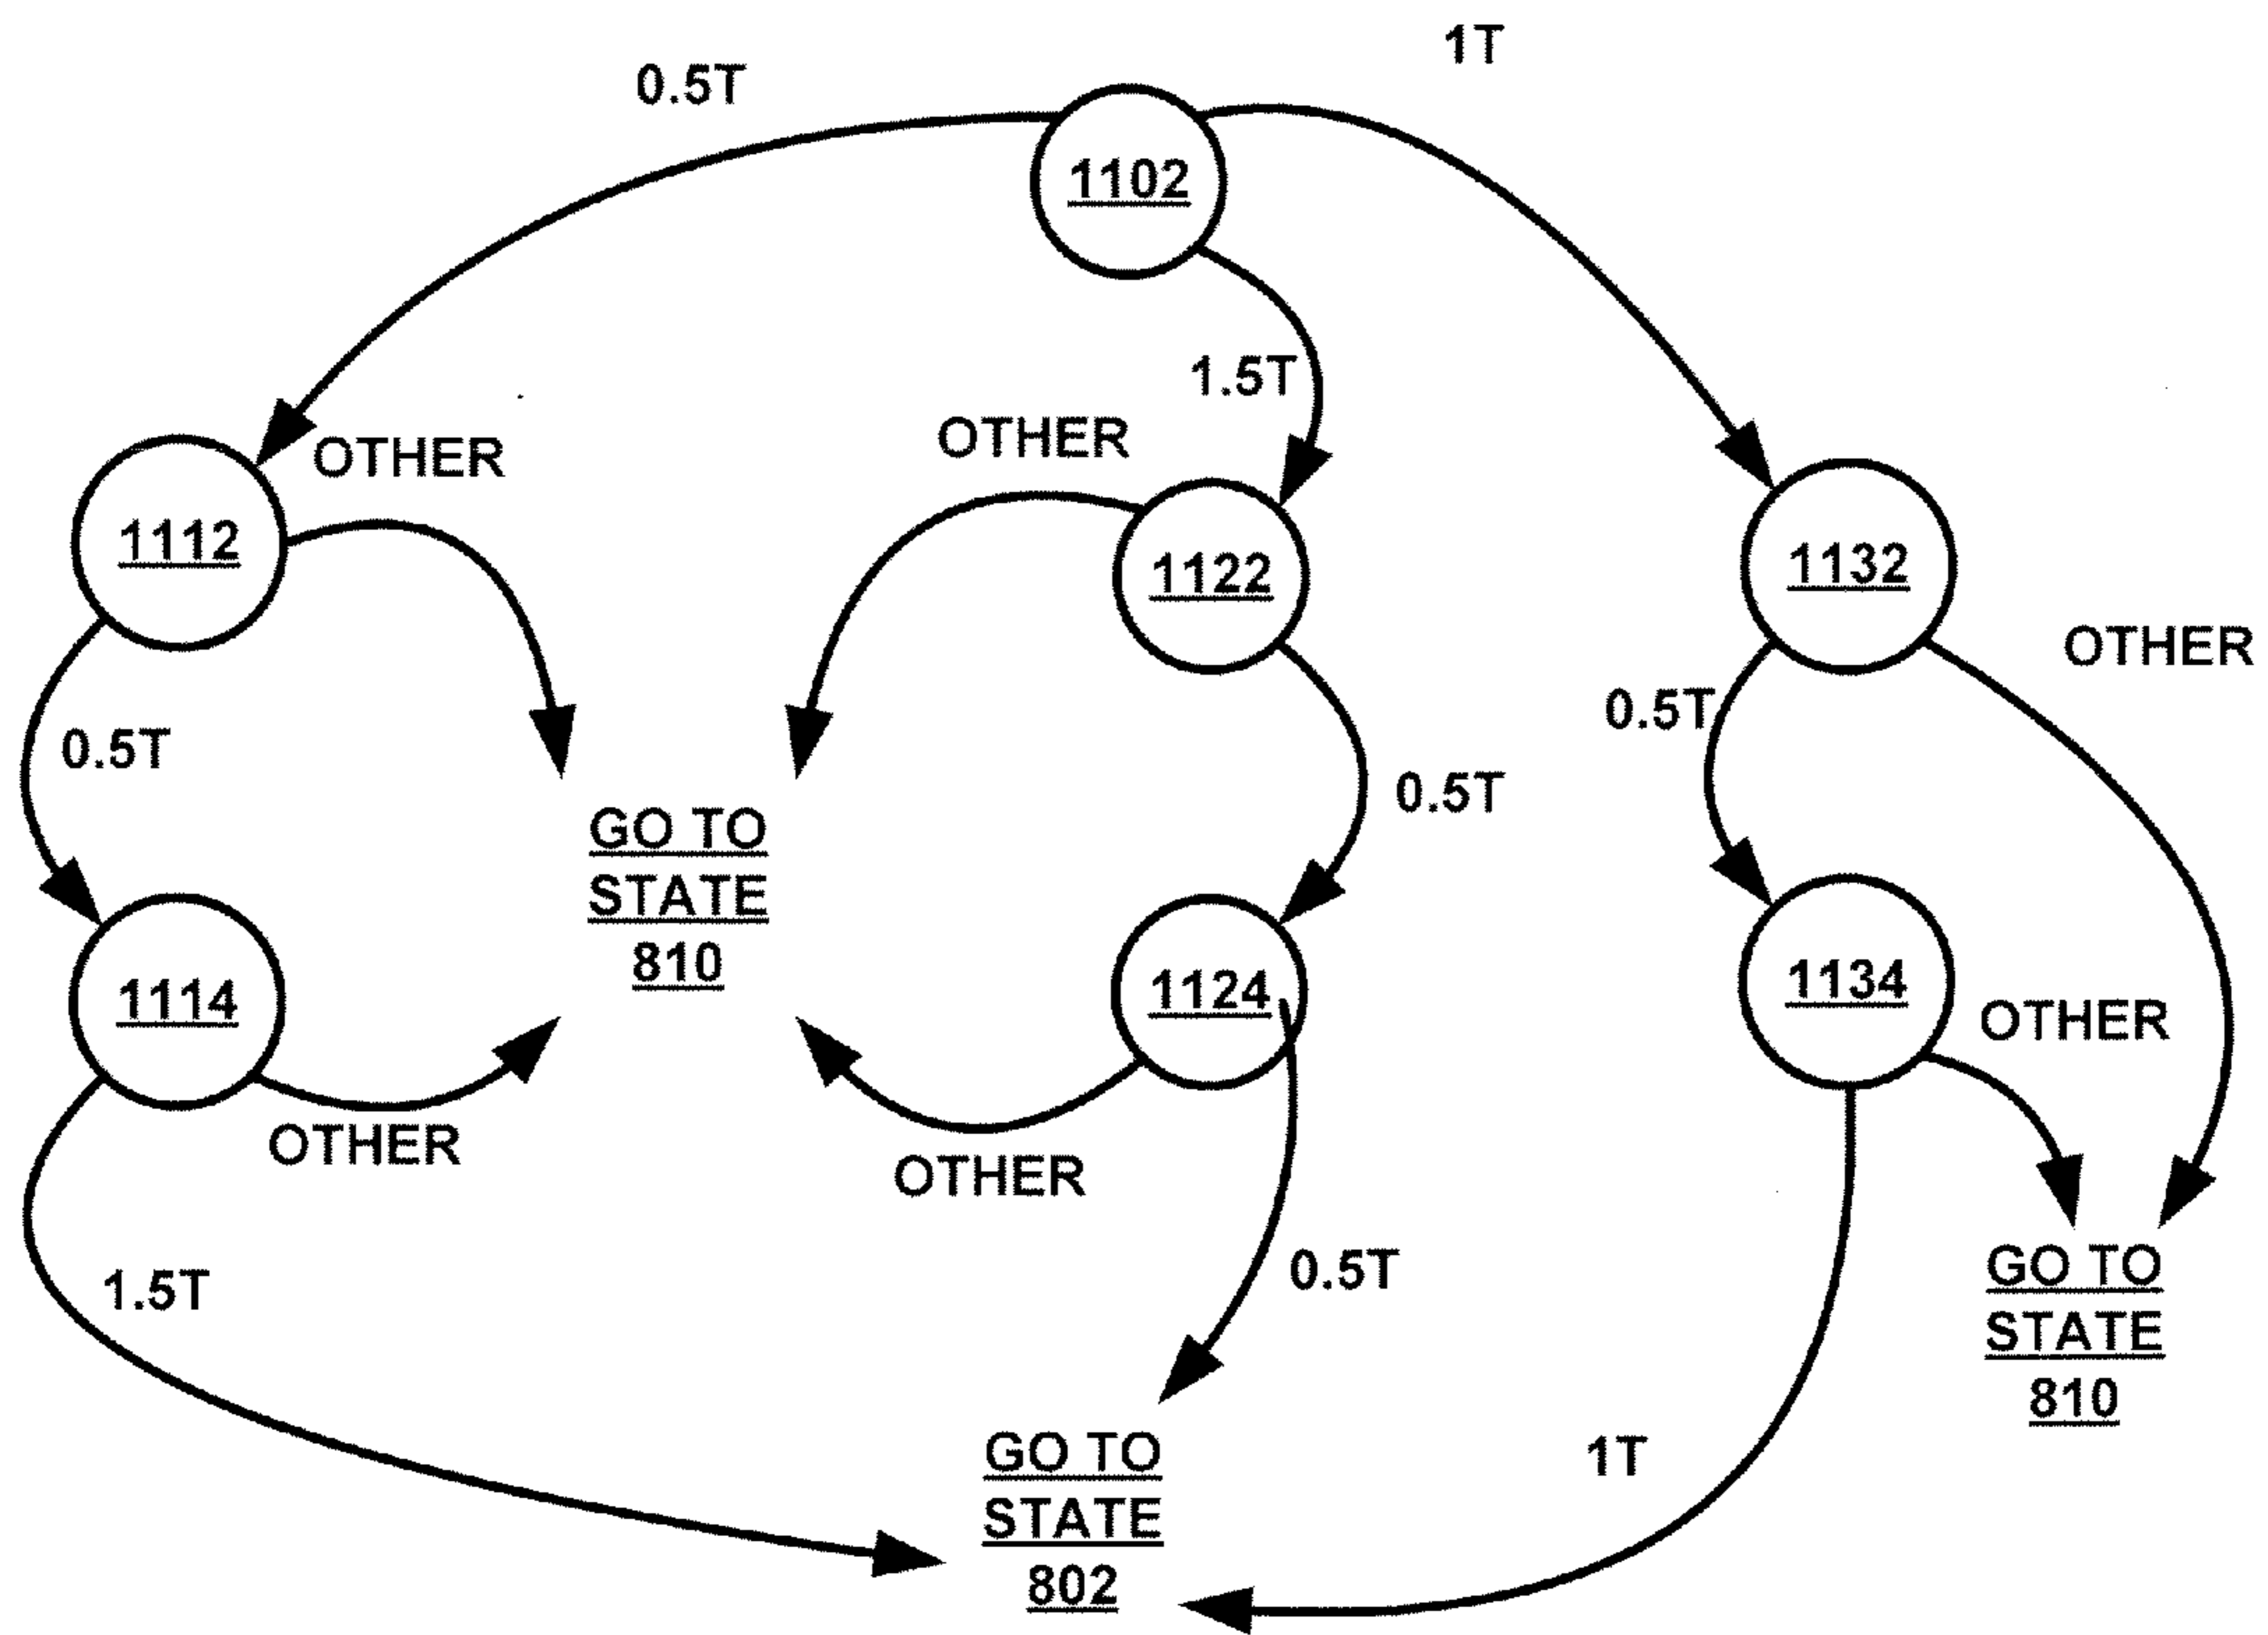 1T
0.5T
1102
1.5T
OTHER
OTHER
1112
1122
1132
OTHER
0.5T
0.5T
0.5T
GO TO
STATE
810
1114
1124
1134
OTHER
OTHER
OTHER
1.5T
0.5T
GO TO
STATE
810
GO TO
STATE
802
1T